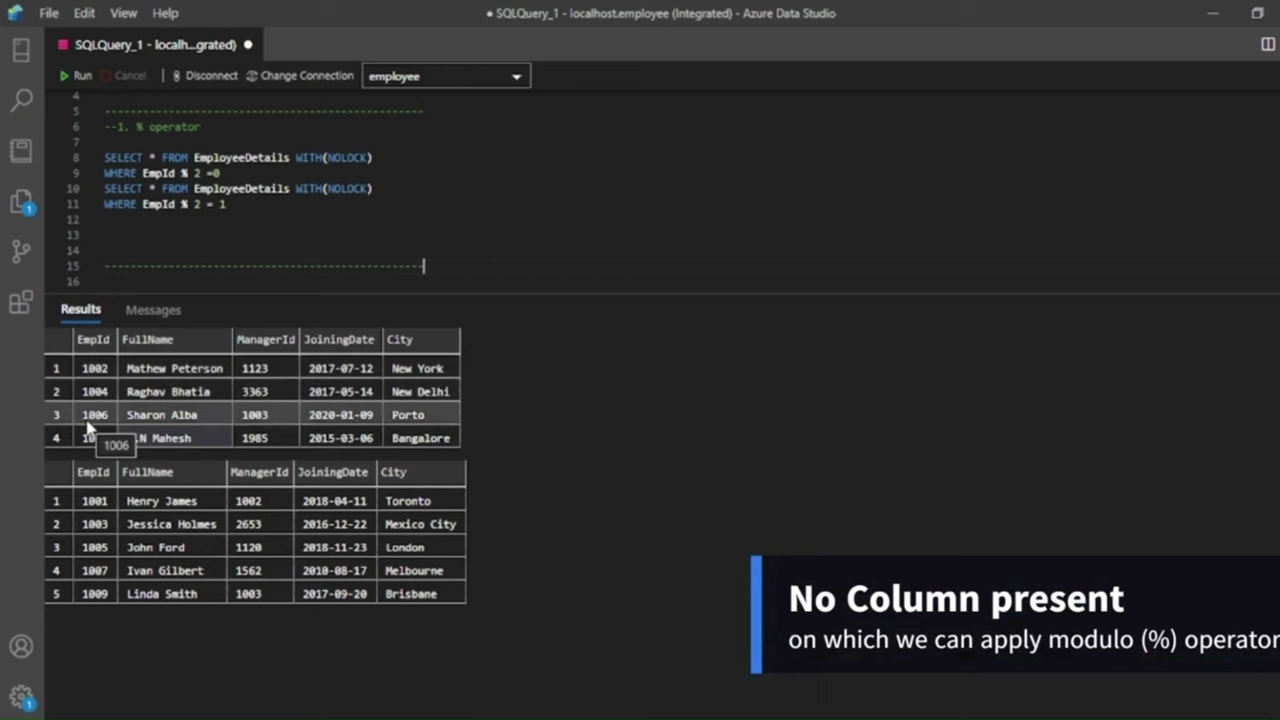 File Edit View Help
● SQLQuery_1 - localhost.employee (Integrated) - Azure Data Studio
SQLQuery_1 - localh...grated) ●
Run Cancel Disconnect Change Connection employee
4
5 ---------------------------------------------
6 --1. % operator
7
8 SELECT * FROM EmployeeDetails WITH(NOLOCK)
9 WHERE EmpId % 2 =0
10 SELECT * FROM EmployeeDetails WITH(NOLOCK)
11 WHERE EmpId % 2 = 1
12
13
14
15 ---------------------------------------------
16
Results Messages
EmpId FullName ManagerId JoiningDate City
1 1002 Mathew Peterson 1123 2017-07-12 New York
2 1004 Raghav Bhatia 3363 2017-05-14 New Delhi
3 1006 Sharon Alba 1003 2020-01-09 Porto
4 Mahesh 1985 2015-03-06 Bangalore
1006
EmpId FullName ManagerId JoiningDate City
1 1001 Henry James 1002 2018-04-11 Toronto
2 1003 Jessica Holmes 2653 2016-12-22 Mexico City
3 1005 John Ford 1120 2018-11-23 London
4 1007 Ivan Gilbert 1562 2010-08-17 Melbourne
5 1009 Linda Smith 1003 2017-09-20 Brisbane
No Column present
on which we can apply modulo (%) operator
1
1